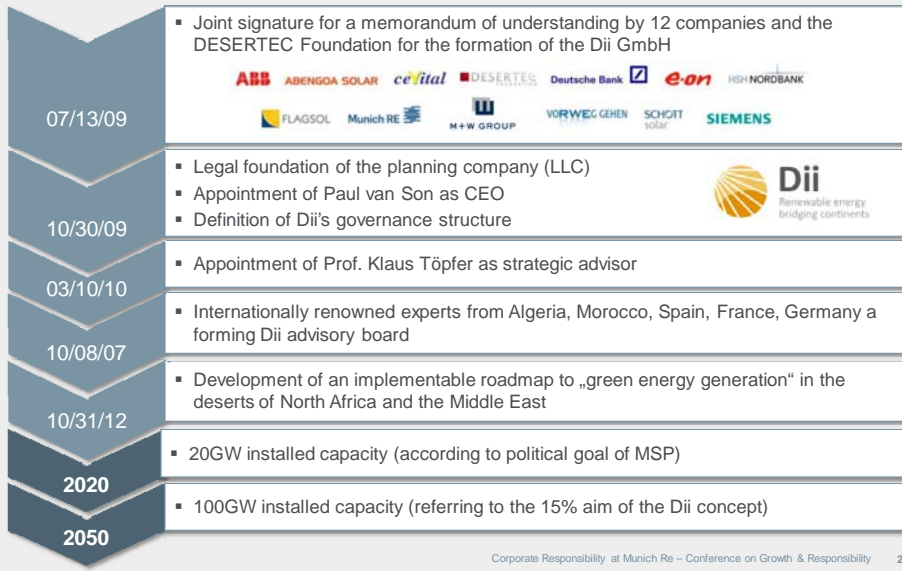 Joint signature for a memorandum of understanding by 12 companies and the
DESERTEC Foundation for the formation of the Dii GmbH
ABB ABENGOA SOLAR cevital DESERTEC Deutsche Bank e·on HSH NORDBANK
07/13/09
FLAGSOL Munich RE M+W GROUP VORWEG GEHEN SCHOTT solar SIEMENS
Legal foundation of the planning company (LLC)
Appointment of Paul van Son as CEO
Definition of Dii's governance structure
Dii
Renewable energy
bridging continents
10/30/09
Appointment of Prof. Klaus Töpfer as strategic advisor
03/10/10
Internationally renowned experts from Algeria, Morocco, Spain, France, Germany a
forming Dii advisory board
10/08/07
Development of an implementable roadmap to „green energy generation“ in the
deserts of North Africa and the Middle East
10/31/12
20GW installed capacity (according to political goal of MSP)
2020
100GW installed capacity (referring to the 15% aim of the Dii concept)
2050
Corporate Responsibility at Munich Re – Conference on Growth & Responsibility 2